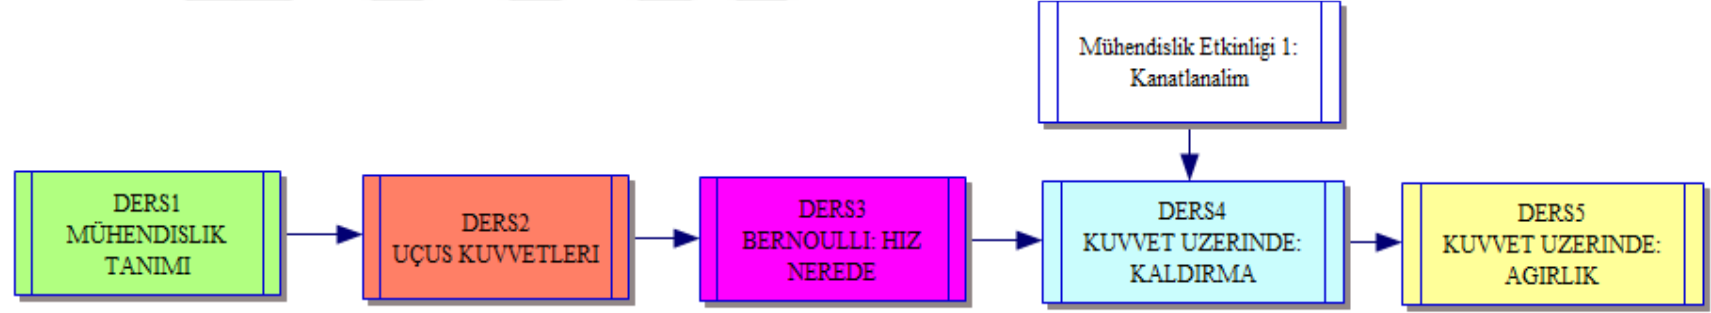 Mühendislik Etkinligi 1:
Kanatlanalim
DERS1
MÜHENDISLIK
TANIMI
DERS2
UÇUS KUVVETLERI
DERS3
BERNOULLI: HIZ
NEREDE
DERS4
KUVVET UZERINDE:
KALDIRMA
DERS5
KUVVET UZERINDE:
AGIRLIK